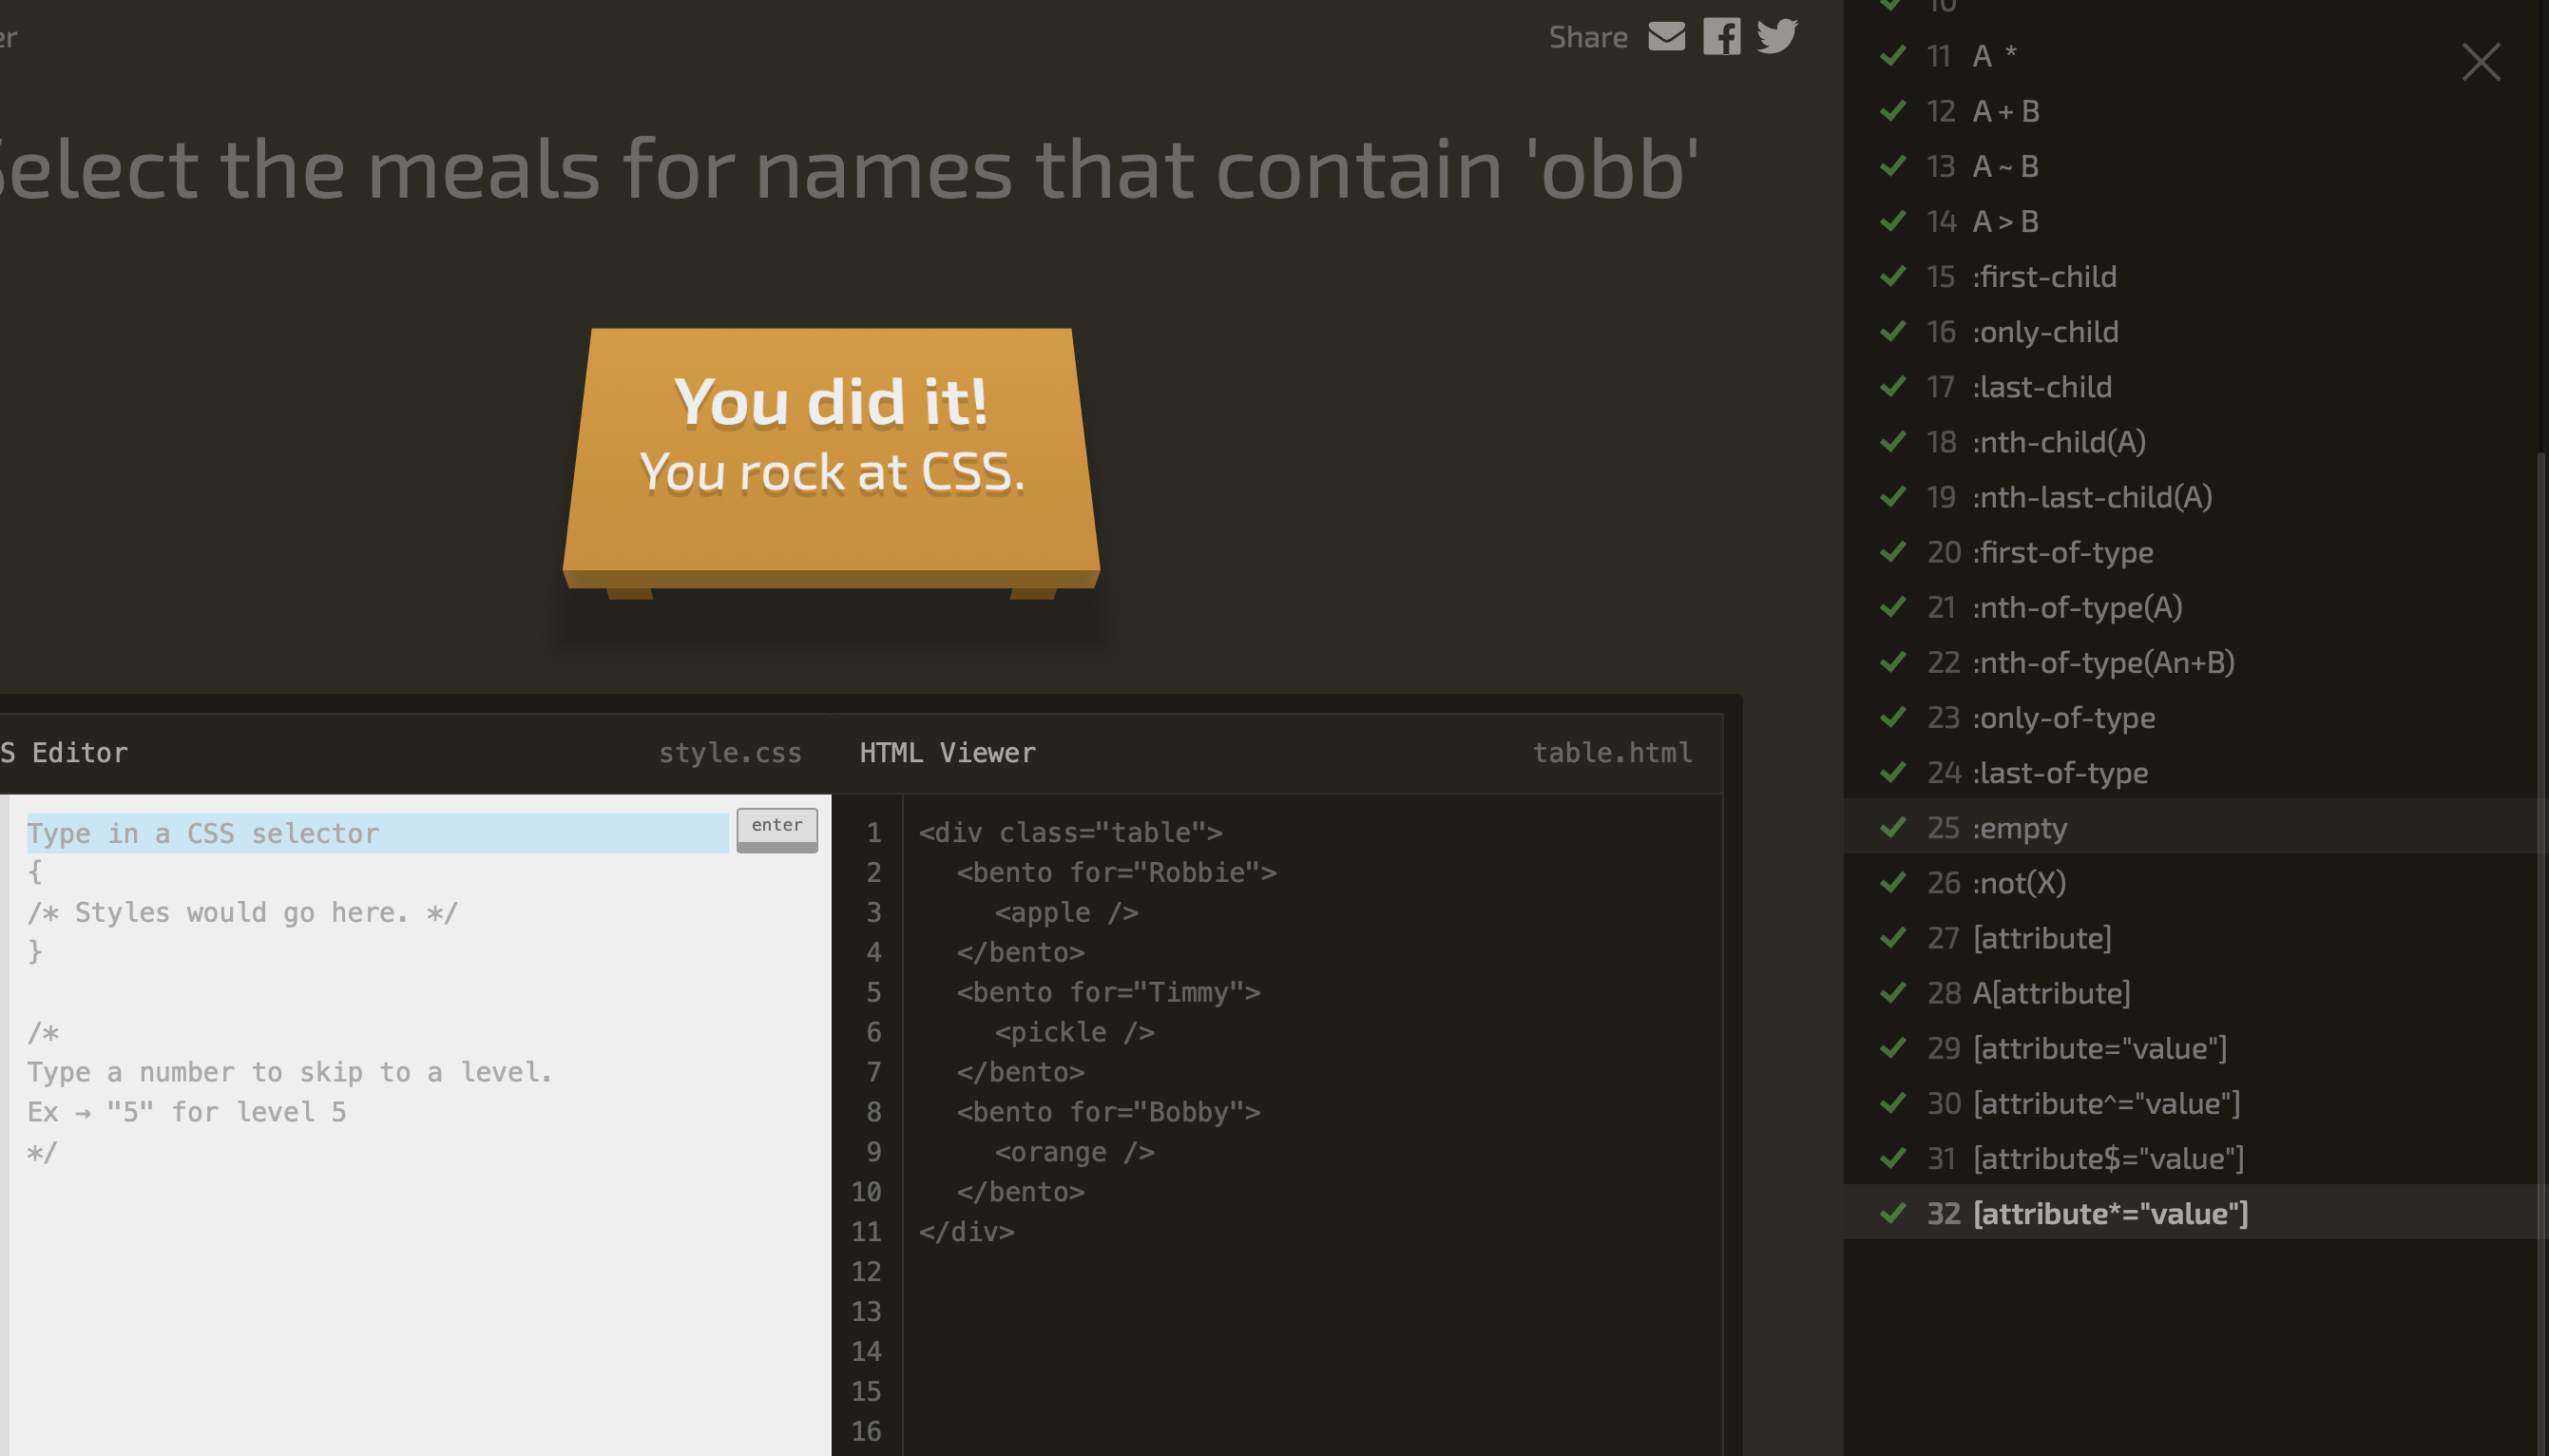 er
Share
Select the meals for names that contain 'obb'
You did it!
You rock at CSS.
S Editor
style.css
Type in a CSS selector
enter
{
/* Styles would go here. */
}
/*
Type a number to skip to a level.
Ex → "5" for level 5
*/
HTML Viewer
table.html
1 <div class="table">
2 <bento for="Robbie">
3 <apple />
4 </bento>
5 <bento for="Timmy">
6 <pickle />
7 </bento>
8 <bento for="Bobby">
9 <orange />
10 </bento>
11 </div>
12
13
14
15
16
10
11 A *
12 A + B
13 A ~ B
14 A > B
15 :first-child
16 :only-child
17 :last-child
18 :nth-child(A)
19 :nth-last-child(A)
20 :first-of-type
21 :nth-of-type(A)
22 :nth-of-type(An+B)
23 :only-of-type
24 :last-of-type
25 :empty
26 :not(X)
27 [attribute]
28 A[attribute]
29 [attribute="value"]
30 [attribute^="value"]
31 [attribute$="value"]
32 [attribute*="value"]